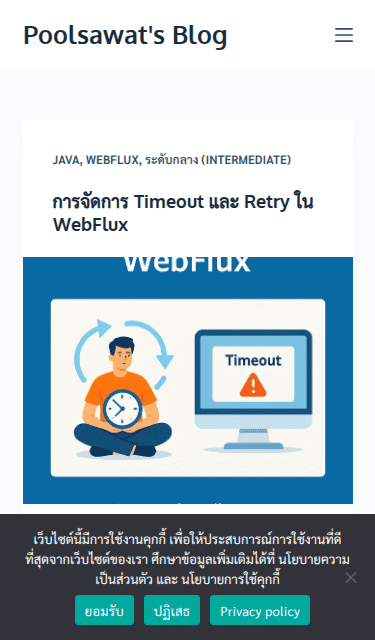 Poolsawat's Blog
JAVA, WEBFLUX, ระดับกลาง (INTERMEDIATE)
การจัดการ Timeout และ Retry ใน
WebFlux
WebFlux
Timeout
เว็บไซต์นี้มีการใช้งานคุกกี้ เพื่อให้ประสบการณ์การใช้งานที่ดี
ที่สุดจากเว็บไซต์ของเรา ศึกษาข้อมูลเพิ่มเติมได้ที่ นโยบายความ
เป็นส่วนตัว และ นโยบายการใช้คุกกี้
ยอมรับ
ปฏิเสธ
Privacy policy